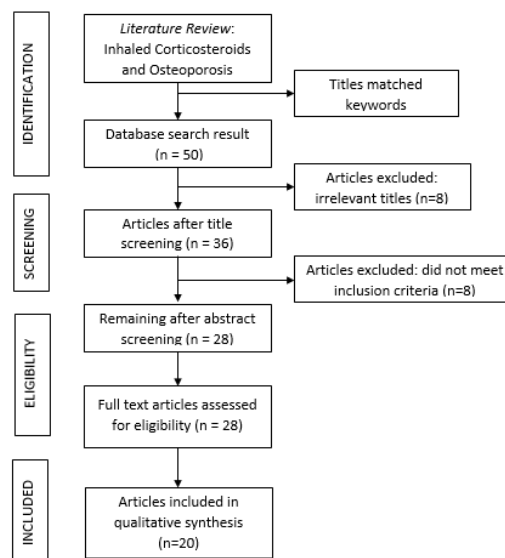 IDENTIFICATION
Literature Review:
Inhaled Corticosteroids
and Osteoporosis
Titles matched
keywords
Database search result
(n = 50)
Articles excluded:
irrelevant titles (n=8)
SCREENING
Articles after title
screening (n = 36)
Articles excluded: did not meet
inclusion criteria (n=8)
Remaining after abstract
screening (n = 28)
ELIGIBILITY
Full text articles assessed
for eligibility (n = 28)
INCLUDED
Articles included in
qualitative synthesis
(n=20)